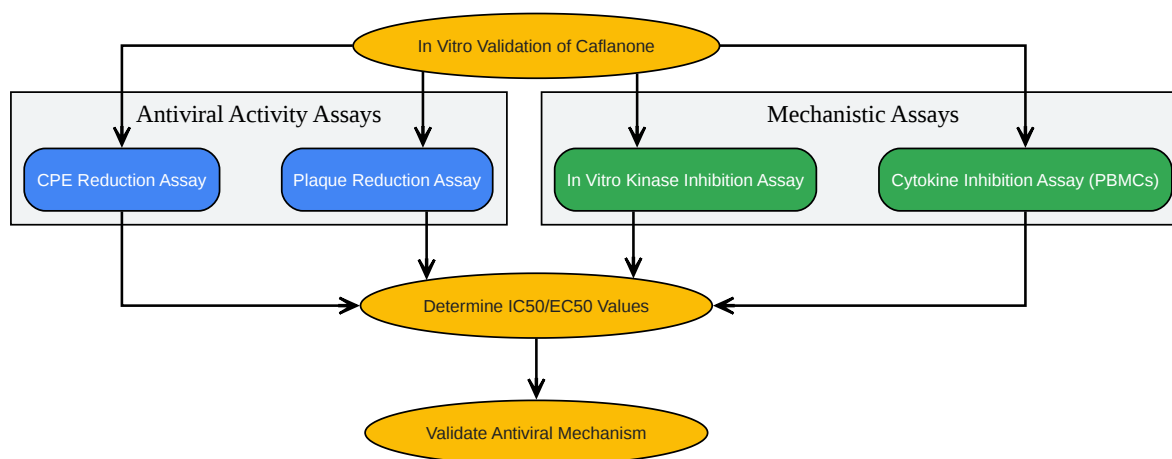 In Vitro Validation of Caflanone
Antiviral Activity Assays
Mechanistic Assays
CPE Reduction Assay
Plaque Reduction Assay
In Vitro Kinase Inhibition Assay
Cytokine Inhibition Assay (PBMCs)
Determine IC50/EC50 Values
Validate Antiviral Mechanism